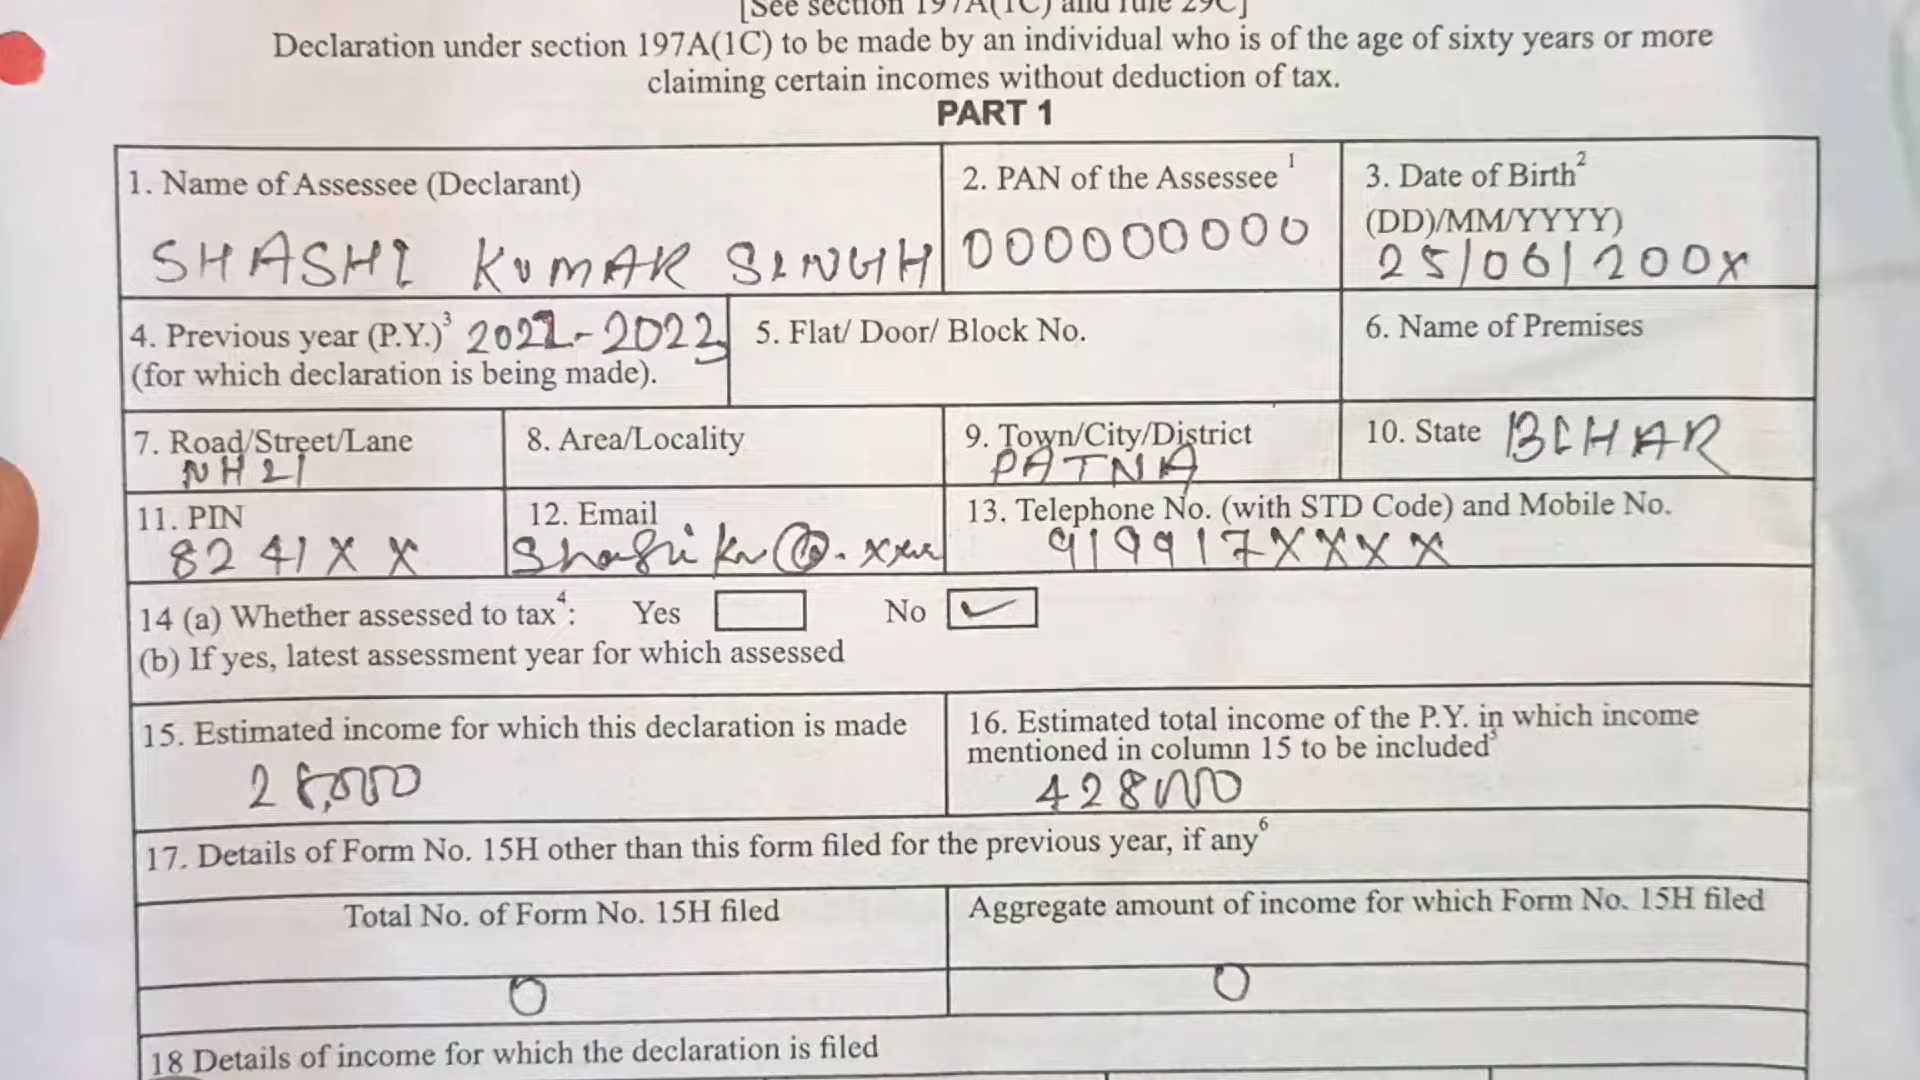 [See section 197A(1C) and rule 29C]
Declaration under section 197A(1C) to be made by an individual who is of the age of sixty years or more
claiming certain incomes without deduction of tax.
PART 1
1. Name of Assessee (Declarant)
SHASHI KUMAR SINGH
2. PAN of the Assessee 1
000000000
3. Date of Birth 2
(DD)/MM/YYYY)
25/06/200x
4. Previous year (P.Y.) 3 2022-2023
(for which declaration is being made).
5. Flat/ Door/ Block No.
6. Name of Premises
7. Road/Street/Lane
NH21
8. Area/Locality
9. Town/City/District
PATNA
10. State BIHAR
11. PIN
8241XX
12. Email
13. Telephone No. (with STD Code) and Mobile No.
919917XXXX
14 (a) Whether assessed to tax 4: Yes No ✓
(b) If yes, latest assessment year for which assessed
15. Estimated income for which this declaration is made
28,000
16. Estimated total income of the P.Y. in which income
mentioned in column 15 to be included 5
428000
17. Details of Form No. 15H other than this form filed for the previous year, if any 6
Total No. of Form No. 15H filed
Aggregate amount of income for which Form No. 15H filed
0
0
18 Details of income for which the declaration is filed